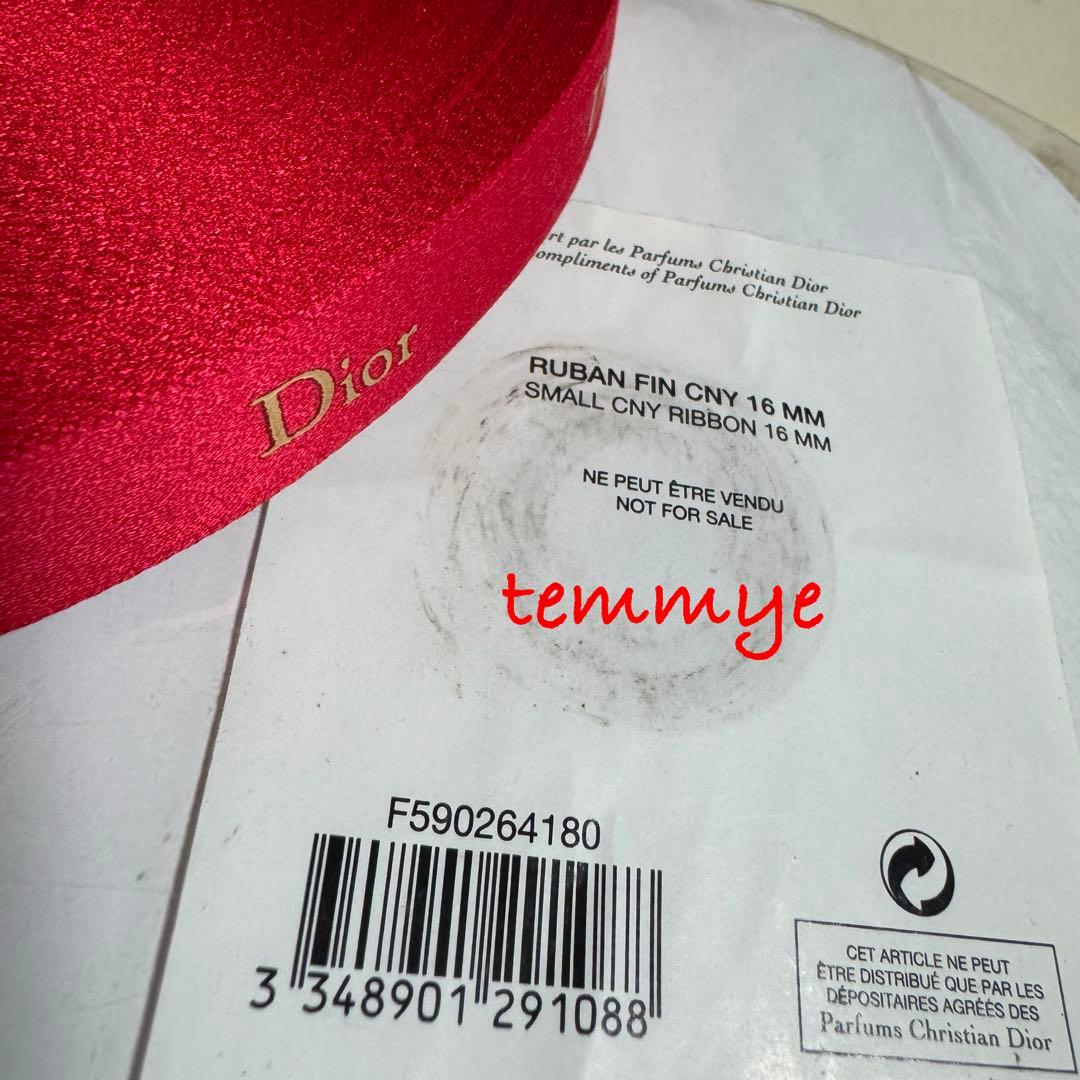 Dior
par les Parfums Christian Dior
of Parfums Christian Dior
RUBAN FIN CNY 16 MM
SMALL CNY RIBBON 16 MM
NE PEUT ÊTRE VENDU
NOT FOR SALE
temmye
F590264180
3 348901 291088
CET ARTICLE NE PEUT
ÊTRE DISTRIBUÉ QUE PAR LES
DÉPOSITAIRES AGRÉÉS DES
Parfums Christian Dior